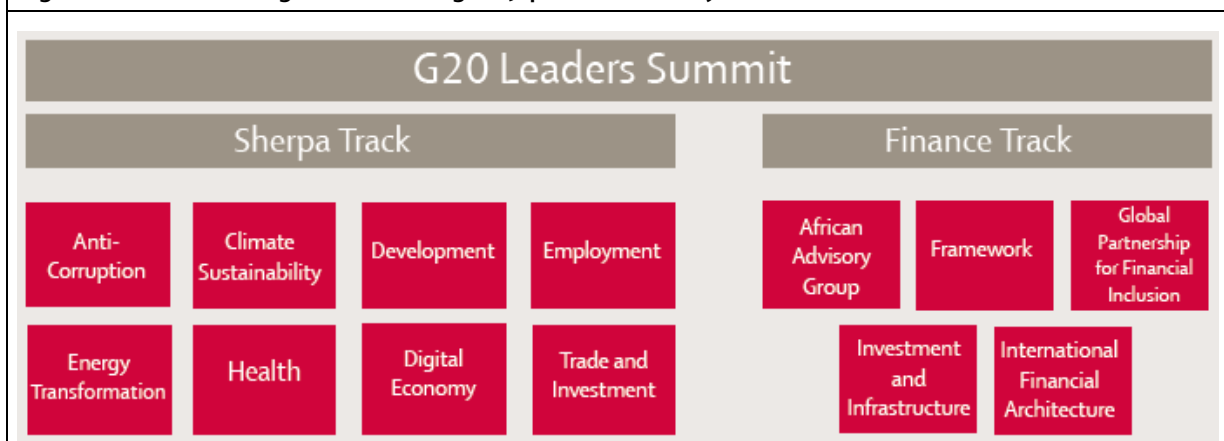 G20 Leaders Summit
Sherpa Track
Finance Track
Anti-
Corruption
Climate
Sustainability
Development
Employment
African
Advisory
Group
Framework
Global
Partnership
for Financial
Inclusion
Energy
Transformation
Health
Digital
Economy
Trade and
Investment
Investment
and
Infrastructure
International
Financial
Architecture